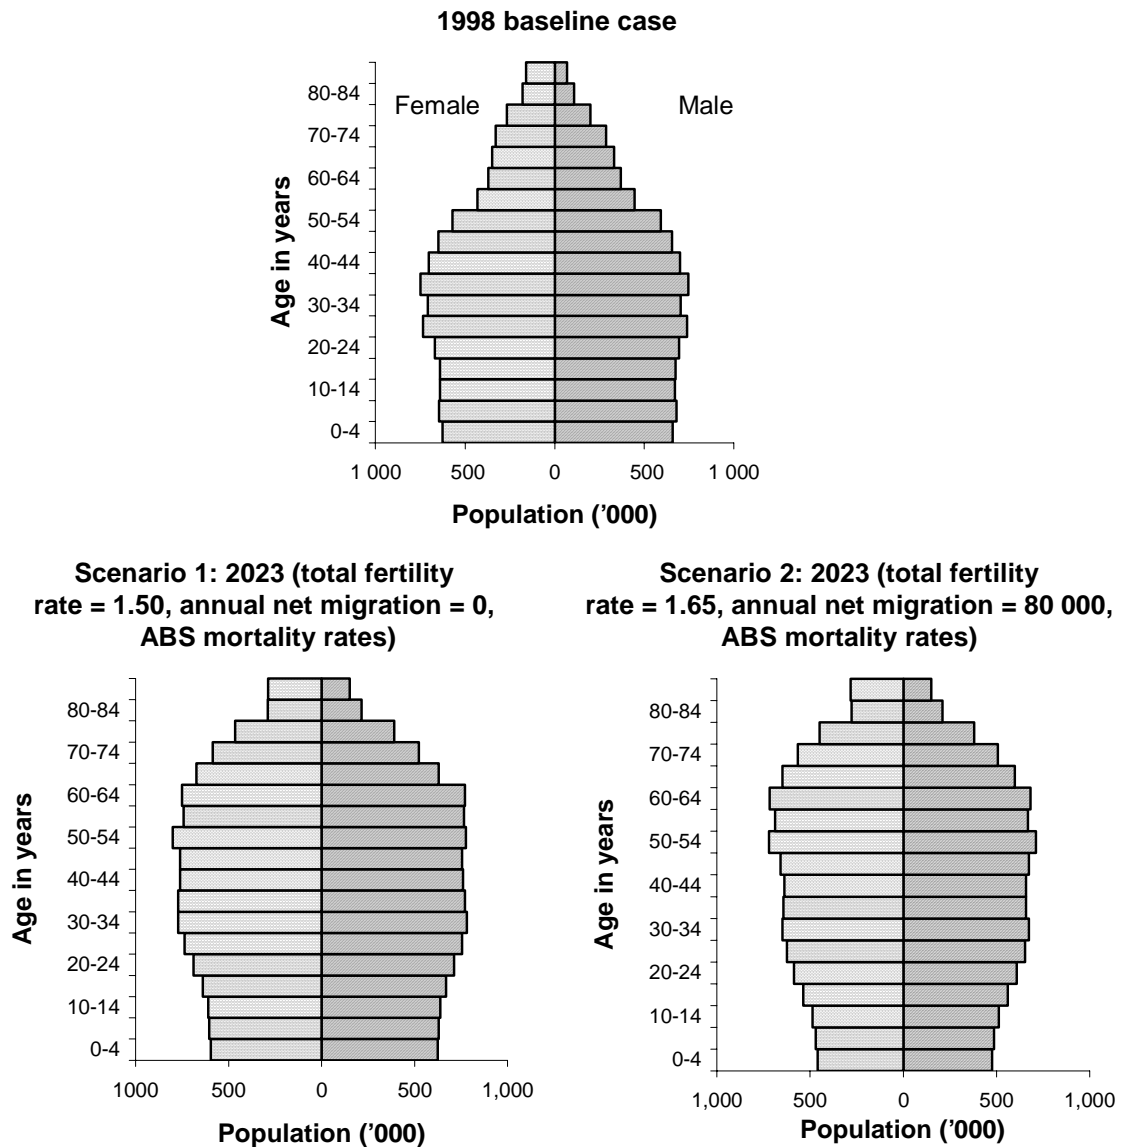 1998 baseline case
Female
Male
80-84
70-74
60-64
50-54
40-44
30-34
20-24
10-14
0-4
Age in years
1 000 500 0 500 1 000
Population ('000)
Scenario 1: 2023 (total fertility
rate = 1.50, annual net migration = 0,
ABS mortality rates)
80-84
70-74
60-64
50-54
40-44
30-34
20-24
10-14
0-4
Age in years
1000 500 0 500 1,000
Population (’000)
Scenario 2: 2023 (total fertility
rate = 1.65, annual net migration = 80 000,
ABS mortality rates)
80-84
70-74
60-64
50-54
40-44
30-34
20-24
10-14
0-4
Age in years
1,000 500 0 500 1,000
Population (’000)